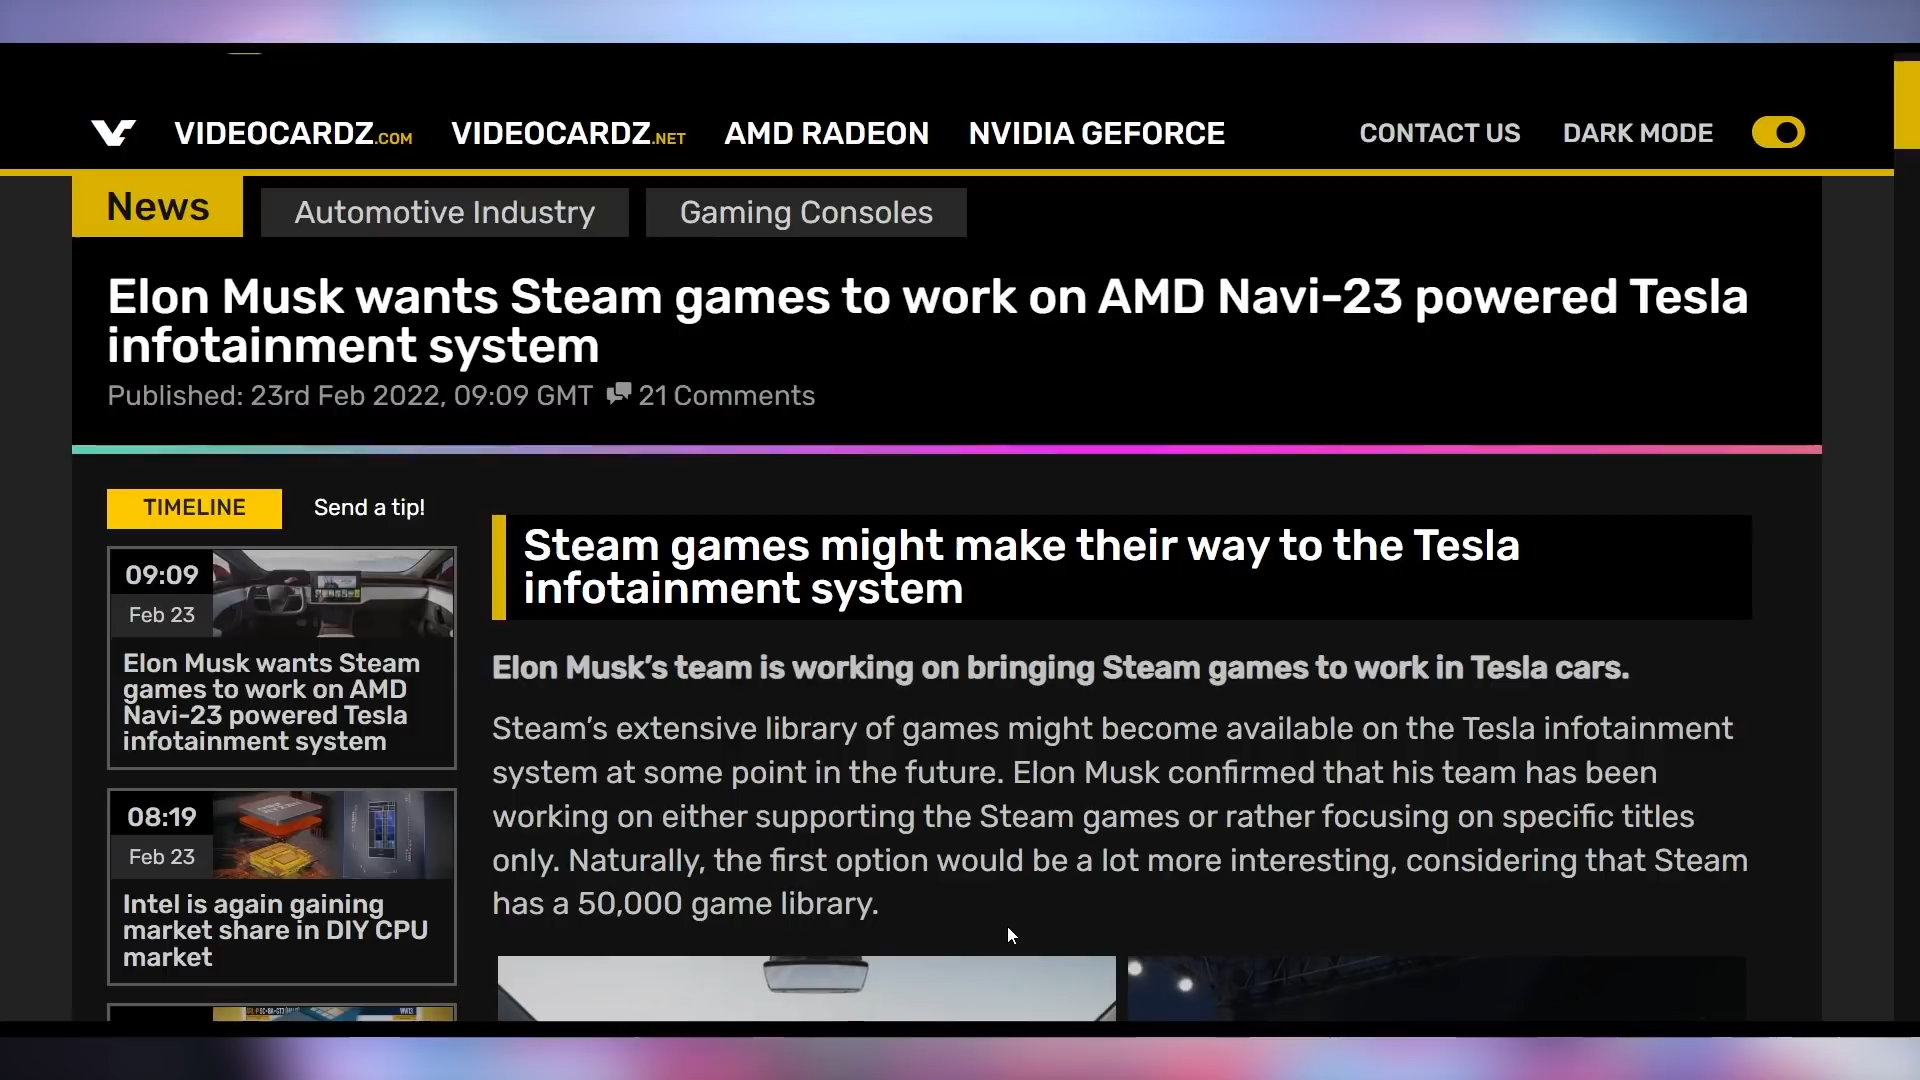 VIDEOCARDZ.COM VIDEOCARDZ.NET AMD RADEON NVIDIA GEFORCE CONTACT US DARK MODE
News Automotive Industry Gaming Consoles
Elon Musk wants Steam games to work on AMD Navi-23 powered Tesla
infotainment system
Published: 23rd Feb 2022, 09:09 GMT 21 Comments
TIMELINE Send a tip!
09:09
Feb 23
Elon Musk wants Steam
games to work on AMD
Navi-23 powered Tesla
infotainment system
08:19
Feb 23
Intel is again gaining
market share in DIY CPU
market
Steam games might make their way to the Tesla
infotainment system
Elon Musk’s team is working on bringing Steam games to work in Tesla cars.
Steam’s extensive library of games might become available on the Tesla infotainment
system at some point in the future. Elon Musk confirmed that his team has been
working on either supporting the Steam games or rather focusing on specific titles
only. Naturally, the first option would be a lot more interesting, considering that Steam
has a 50,000 game library.